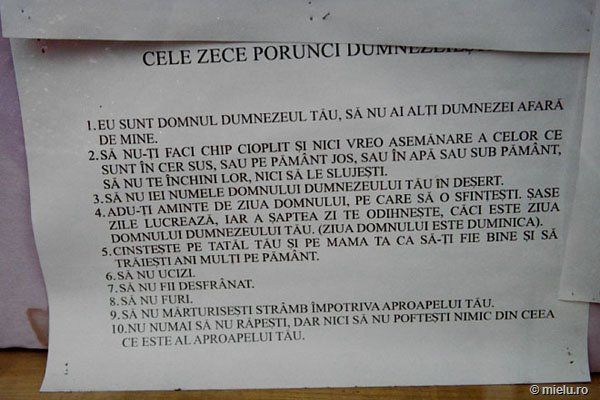 CELE ZECE PORUNCI
1. EU SUNT DOMNUL DUMNEZEUL TĂU, SĂ NU AI ALȚI DUMNEZEI AFARĂ
DE MINE.
2. SĂ NU-ȚI FACI CHIP CIOPLIT ȘI NICI VREO ASEMĂNARE A CELOR CE
SUNT ÎN CER SUS, SAU PE PĂMÂNT JOS, SAU ÎN APĂ SAU SUB PĂMÂNT,
SĂ NU TE ÎNCHINI LOR, NICI SĂ LE SLUJEȘTI.
3. SĂ NU IEI NUMELE DOMNULUI DUMNEZEULUI TĂU ÎN DEȘERT.
4. ADU-ȚI AMINTE DE ZIUA DOMNULUI, PE CARE SĂ O SFINȚEȘTI. ȘASE
ZILE LUCREAZĂ, IAR A ȘAPTEA ZI TE ODIHNEȘTE, CĂCI ESTE ZIUA
DOMNULUI DUMNEZEULUI TĂU. (ZIUA DOMNULUI ESTE DUMINICA).
5. CINSTEȘTE PE TATĂL TĂU ȘI PE MAMA TA CA SĂ-ȚI FIE BINE ȘI SĂ
TRĂIEȘTI ANI MULȚI PE PĂMÂNT.
6. SĂ NU UCIZI.
7. SĂ NU FII DESFRÂNAT.
8. SĂ NU FURI.
9. SĂ NU MĂRTURISEȘTI STRÂMB ÎMPOTRIVA APROAPELUI TĂU.
10. NU NUMAI SĂ NU RĂPEȘTI, DAR NICI SĂ NU POFTEȘTI NIMIC DIN CEEA
CE ESTE AL APROAPELUI TĂU.
© mielu.ro